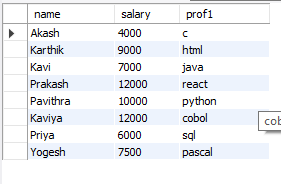 name salary prof1
Akash 4000 c
Karthik 9000 html
Kavi 7000 java
Prakash 12000 react
Pavithra 10000 python
Kaviya 12000 cobol
Priya 6000 sql
Yogesh 7500 pascal
cob